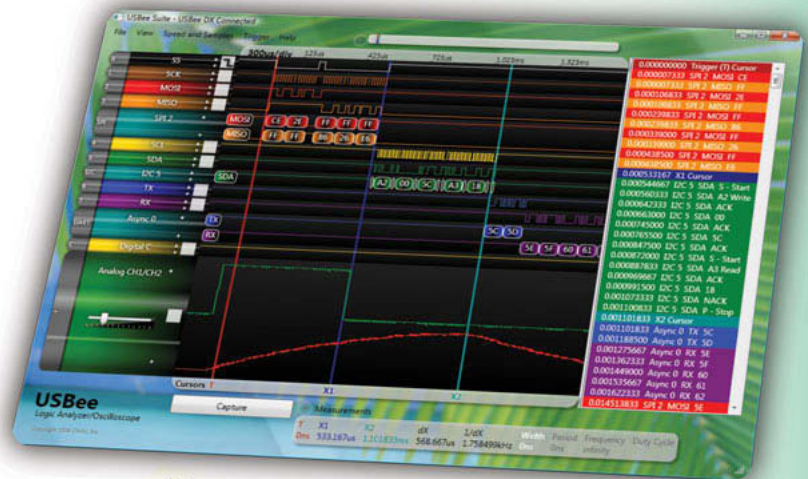 USBee Suite - USBee DX Connected
File View Speed and Samples Trigger Help
300us/div 125us 425us 725us 1.023ms 1.323ms
SS
SCK
MOSI
MISO
SPI 2
MOSI CE 2E FF FF FF
MISO FF FF B6 26 E6
SCL
SDA
I2C 5
SDA A2 00 5C A3 18
TX
RX
Async 0
TX 5C 5D
RX 5E 5F 60 61
Digital C
Analog CH1/CH2
Cursors T X1 X2
0.000000000 Trigger (T) Cursor
0.000007333 SPI 2 MOSI CE
0.000007333 SPI 2 MISO FF
0.000106833 SPI 2 MOSI 2E
0.000106833 SPI 2 MISO FF
0.000239833 SPI 2 MOSI FF
0.000239833 SPI 2 MISO B6
0.000339000 SPI 2 MOSI FF
0.000339000 SPI 2 MISO 26
0.000438500 SPI 2 MOSI FF
0.000438500 SPI 2 MISO E6
0.000533167 X1 Cursor
0.000544667 I2C 5 SDA S - Start
0.000560333 I2C 5 SDA A2 Write
0.000642333 I2C 5 SDA ACK
0.000663000 I2C 5 SDA 00
0.000745000 I2C 5 SDA ACK
0.000765500 I2C 5 SDA 5C
0.000847500 I2C 5 SDA ACK
0.000872000 I2C 5 SDA S - Start
0.000887833 I2C 5 SDA A3 Read
0.000969667 I2C 5 SDA ACK
0.000991500 I2C 5 SDA 18
0.001073333 I2C 5 SDA NACK
0.001100833 I2C 5 SDA P - Stop
0.001101833 X2 Cursor
0.001101833 Async 0 TX 5C
0.001188500 Async 0 TX 5D
0.001275667 Async 0 RX 5E
0.001362333 Async 0 RX 5F
0.001449000 Async 0 RX 60
0.001535667 Async 0 RX 61
0.001622333 Async 0 RX 62
0.014513833 SPI 2 MOSI 5E
USBee
Logic Analyzer/Oscilloscope
Capture
Measurements
T X1 X2 dX 1/dX Width Period Frequency Duty Cycle
0ns 533.167us 1.101833ms 568.667us 1.758499kHz 0ns 0ns infinity